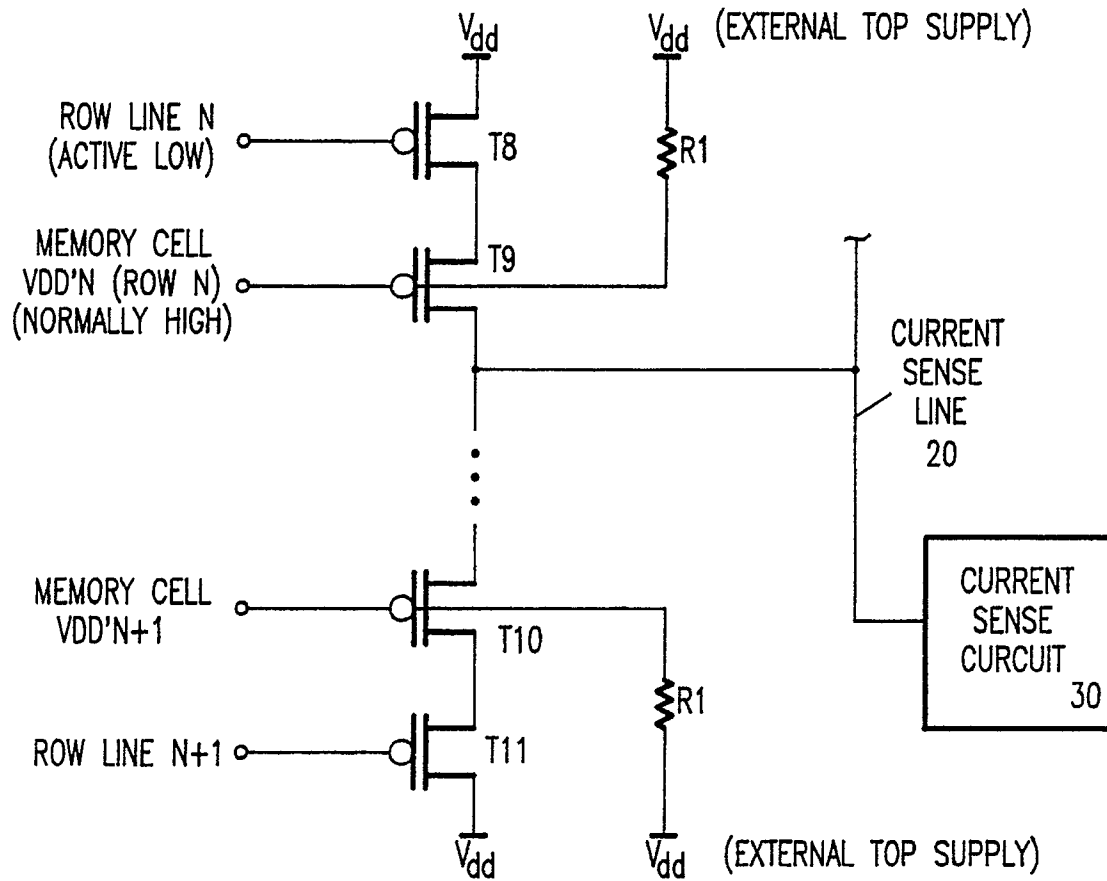 Vdd
Vdd (EXTERNAL TOP SUPPLY)
ROW LINE N
(ACTIVE LOW)
T8
R1
MEMORY CELL
VDD'N (ROW N)
(NORMALLY HIGH)
T9
CURRENT
SENSE
LINE
20
MEMORY CELL
VDD'N+1
T10
R1
CURRENT
SENSE
CURCUIT
30
ROW LINE N+1
T11
Vdd
Vdd (EXTERNAL TOP SUPPLY)